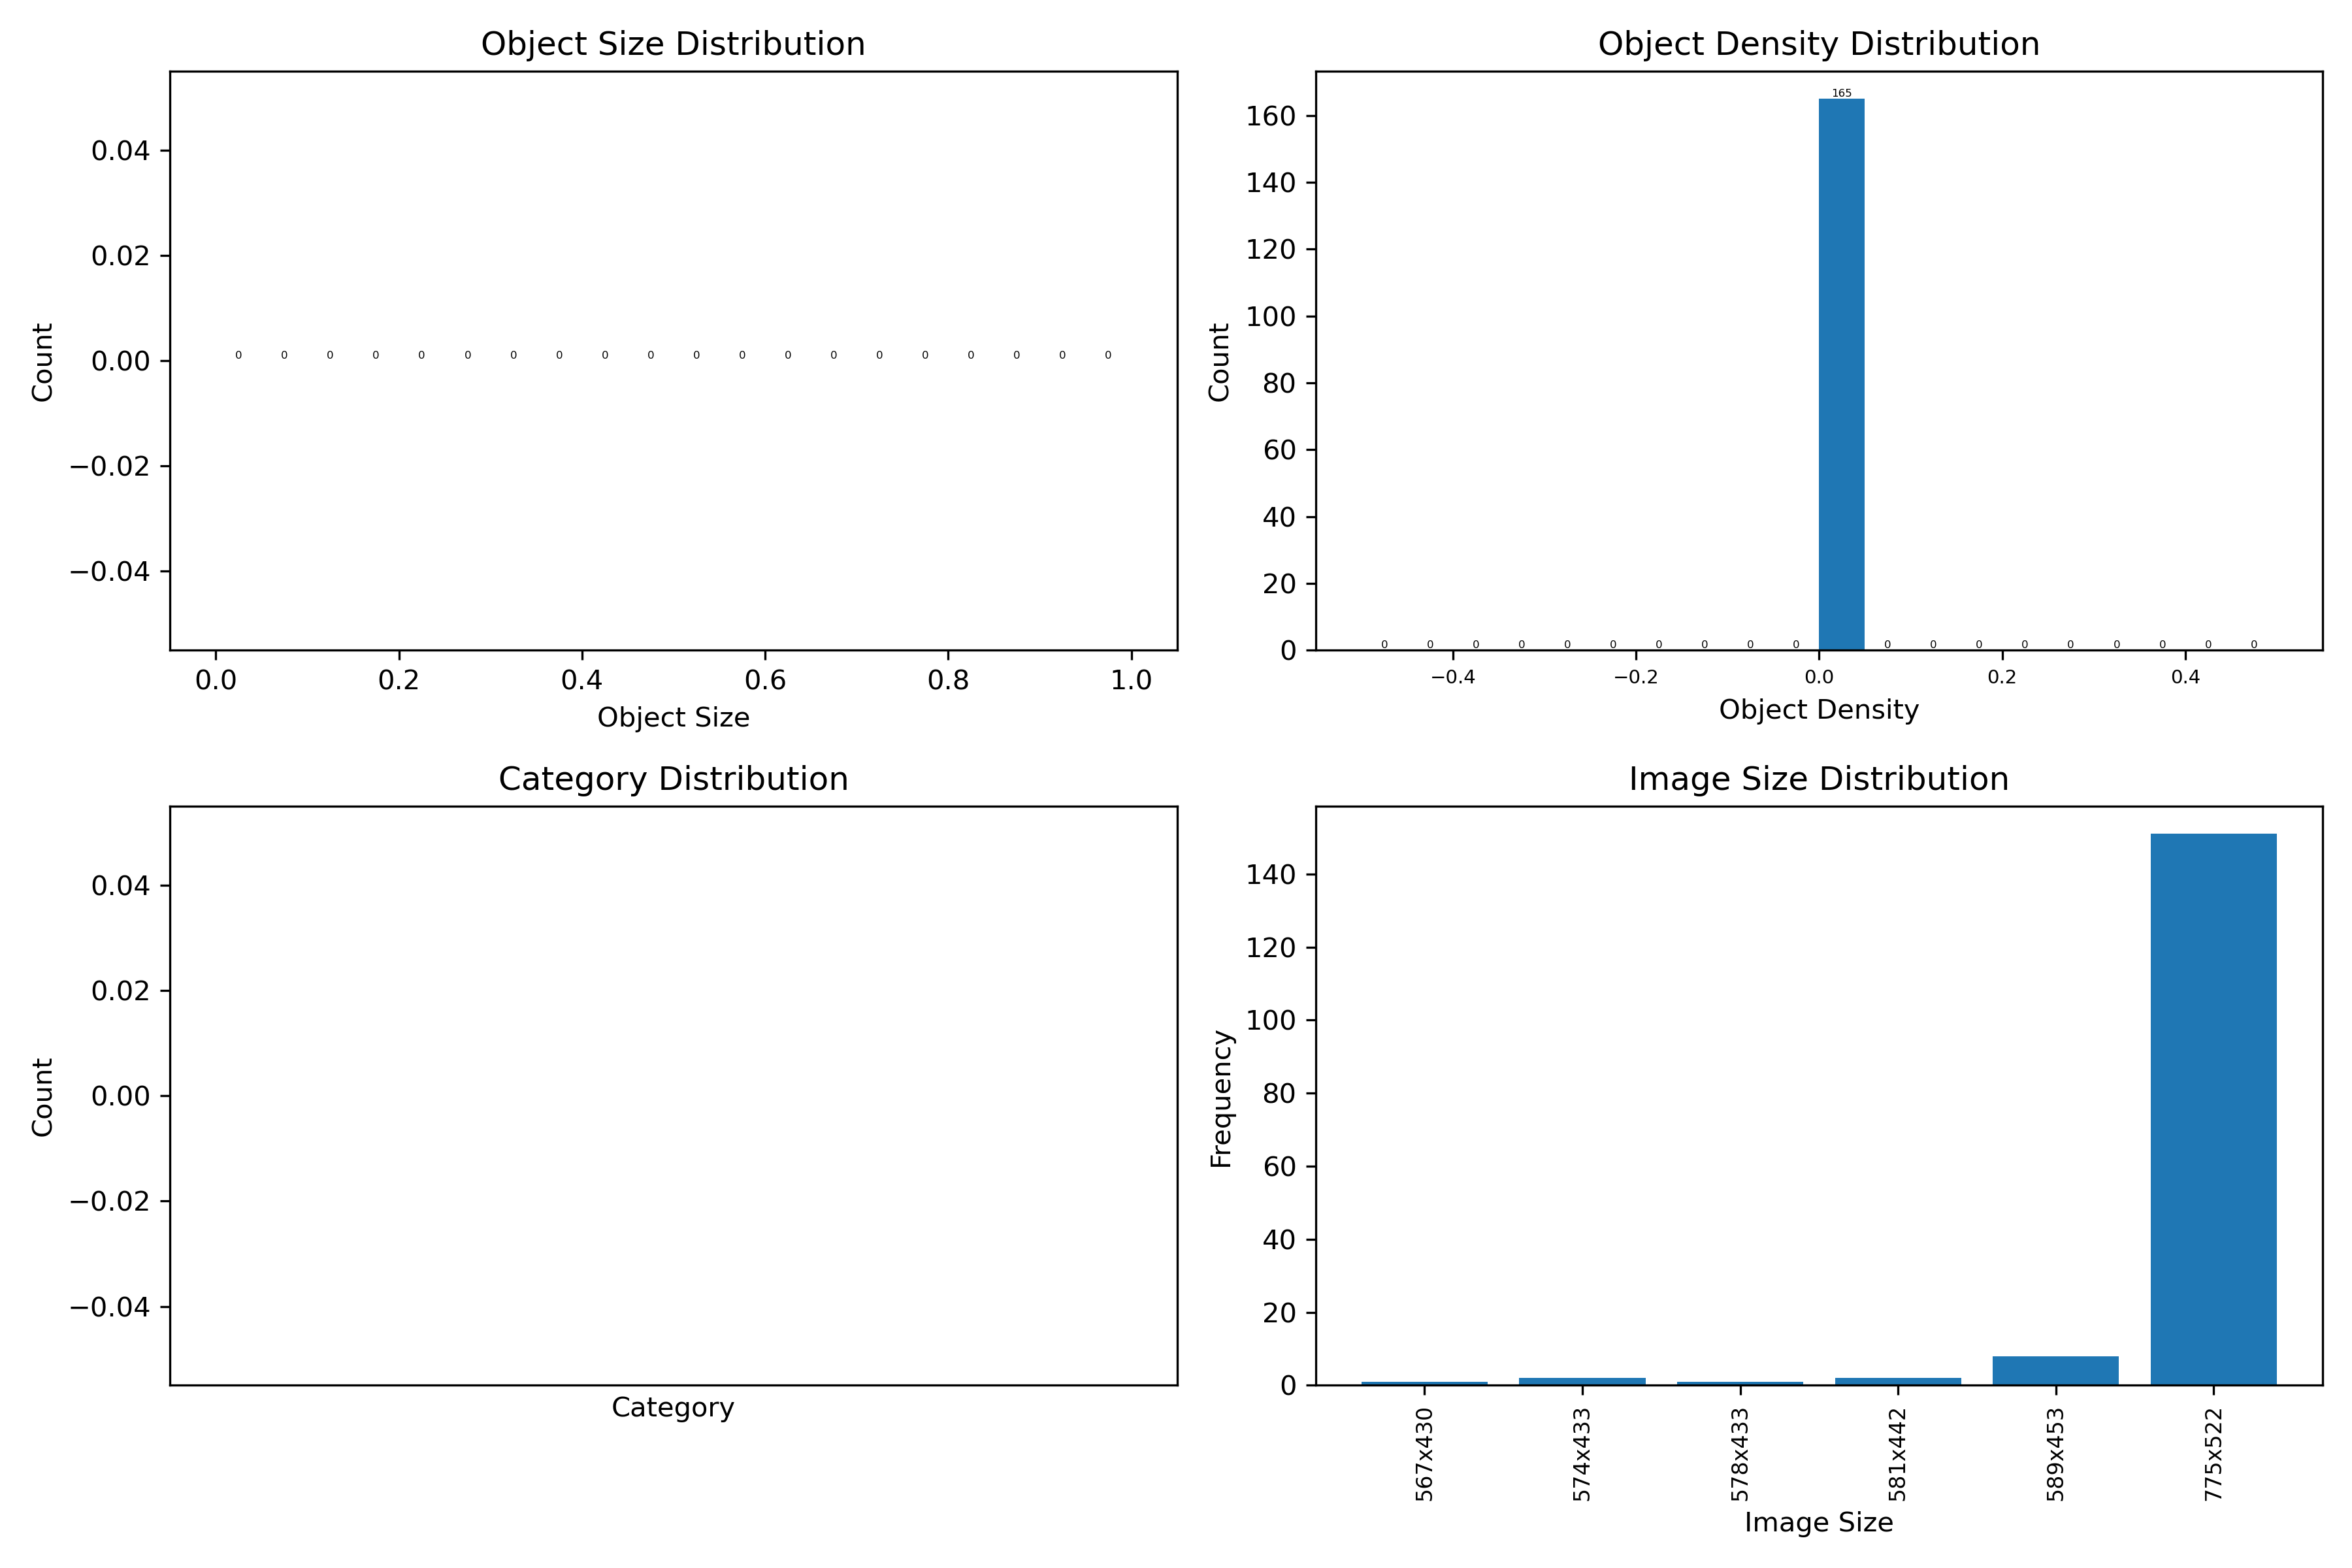 Object Size Distribution
Count
0.04
0.02
0.00
−0.02
−0.04
0 0 0 0 0 0 0 0 0 0 0 0 0 0 0 0 0 0 0 0
0.0 0.2 0.4 0.6 0.8 1.0
Object Size
Object Density Distribution
Count
160
140
120
100
80
60
40
20
0
165
0 0 0 0 0 0 0 0 0 0 0 0 0 0 0 0 0 0 0
−0.4 −0.2 0.0 0.2 0.4
Object Density
Category Distribution
Count
0.04
0.02
0.00
−0.02
−0.04
Category
Image Size Distribution
Frequency
140
120
100
80
60
40
20
0
567x430
574x433
578x433
581x442
589x453
775x522
Image Size